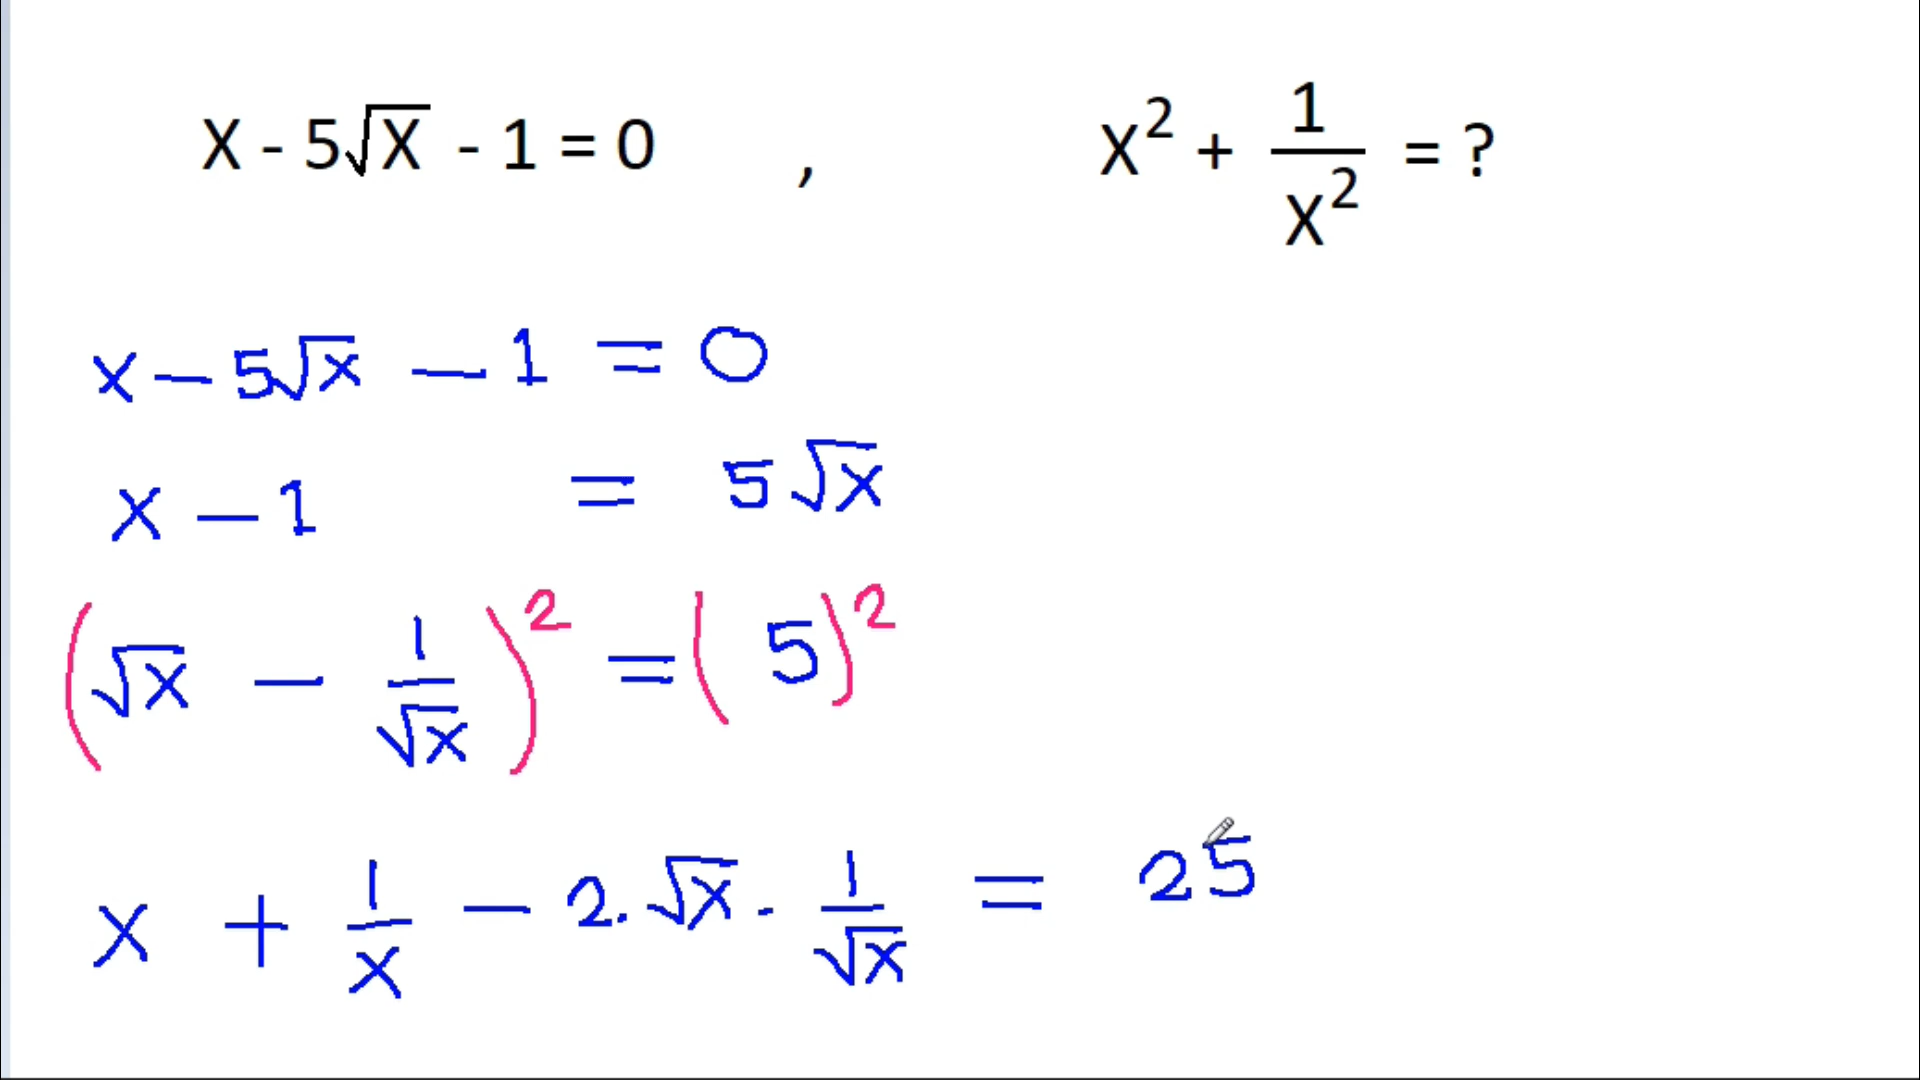 X - 5√X - 1 = 0 , X² + 1/X² = ?
x - 5√x - 1 = 0
x - 1 = 5√x
(√x - 1/√x)² = (5)²
x + 1/x - 2.√x . 1/√x = 25